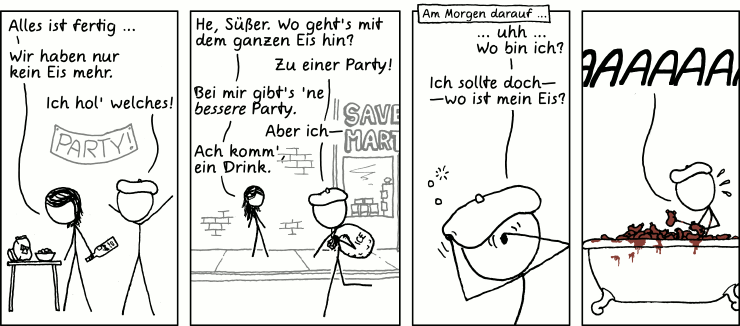 Alles ist fertig ...
Wir haben nur
kein Eis mehr.
Ich hol' welches!
PARTY!
He, Süßer. Wo geht's mit
dem ganzen Eis hin?
Zu einer Party!
Bei mir gibt's 'ne
bessere Party.
Aber ich—
Ach komm',
ein Drink.
SAVE
MART
ICE
Am Morgen darauf ...
... uhh ...
Wo bin ich?
Ich sollte doch—
—wo ist mein Eis?
AAAAAAA